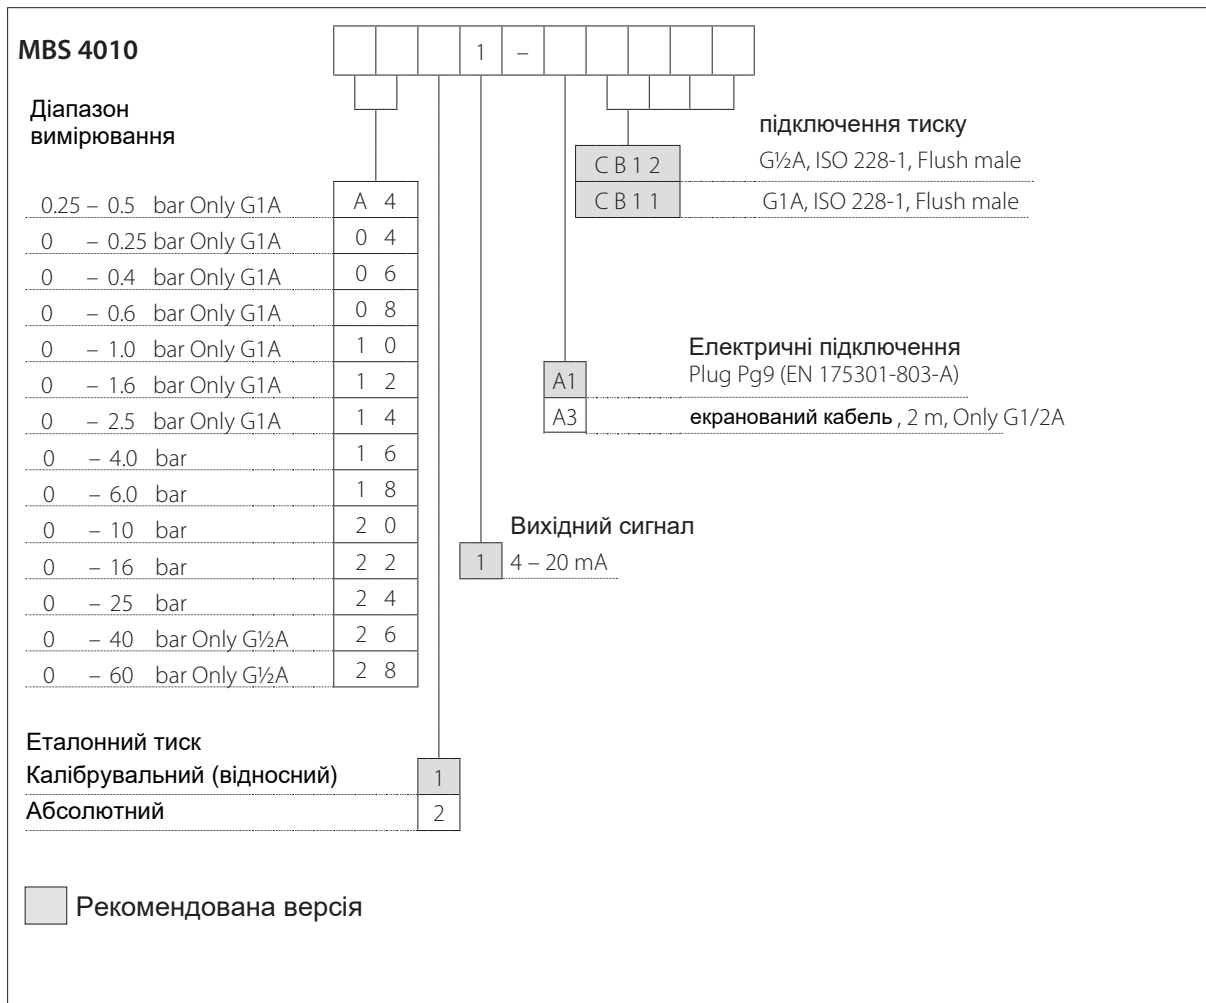 MBS 4010
1 –
Діапазон
вимірювання
підключення тиску
C B 1 2 G½A, ISO 228-1, Flush male
C B 1 1 G1A, ISO 228-1, Flush male
0.25 – 0.5 bar Only G1A A 4
0 – 0.25 bar Only G1A 0 4
0 – 0.4 bar Only G1A 0 6
0 – 0.6 bar Only G1A 0 8
0 – 1.0 bar Only G1A 1 0
0 – 1.6 bar Only G1A 1 2
0 – 2.5 bar Only G1A 1 4
0 – 4.0 bar 1 6
0 – 6.0 bar 1 8
0 – 10 bar 2 0
0 – 16 bar 2 2
0 – 25 bar 2 4
0 – 40 bar Only G½A 2 6
0 – 60 bar Only G½A 2 8
Електричні підключення
A1 Plug Pg9 (EN 175301-803-A)
A3 екранований кабель , 2 m, Only G1/2A
Вихідний сигнал
1 4 – 20 mA
Еталонний тиск
Калібрувальний (відносний) 1
Абсолютний 2
Рекомендована версія